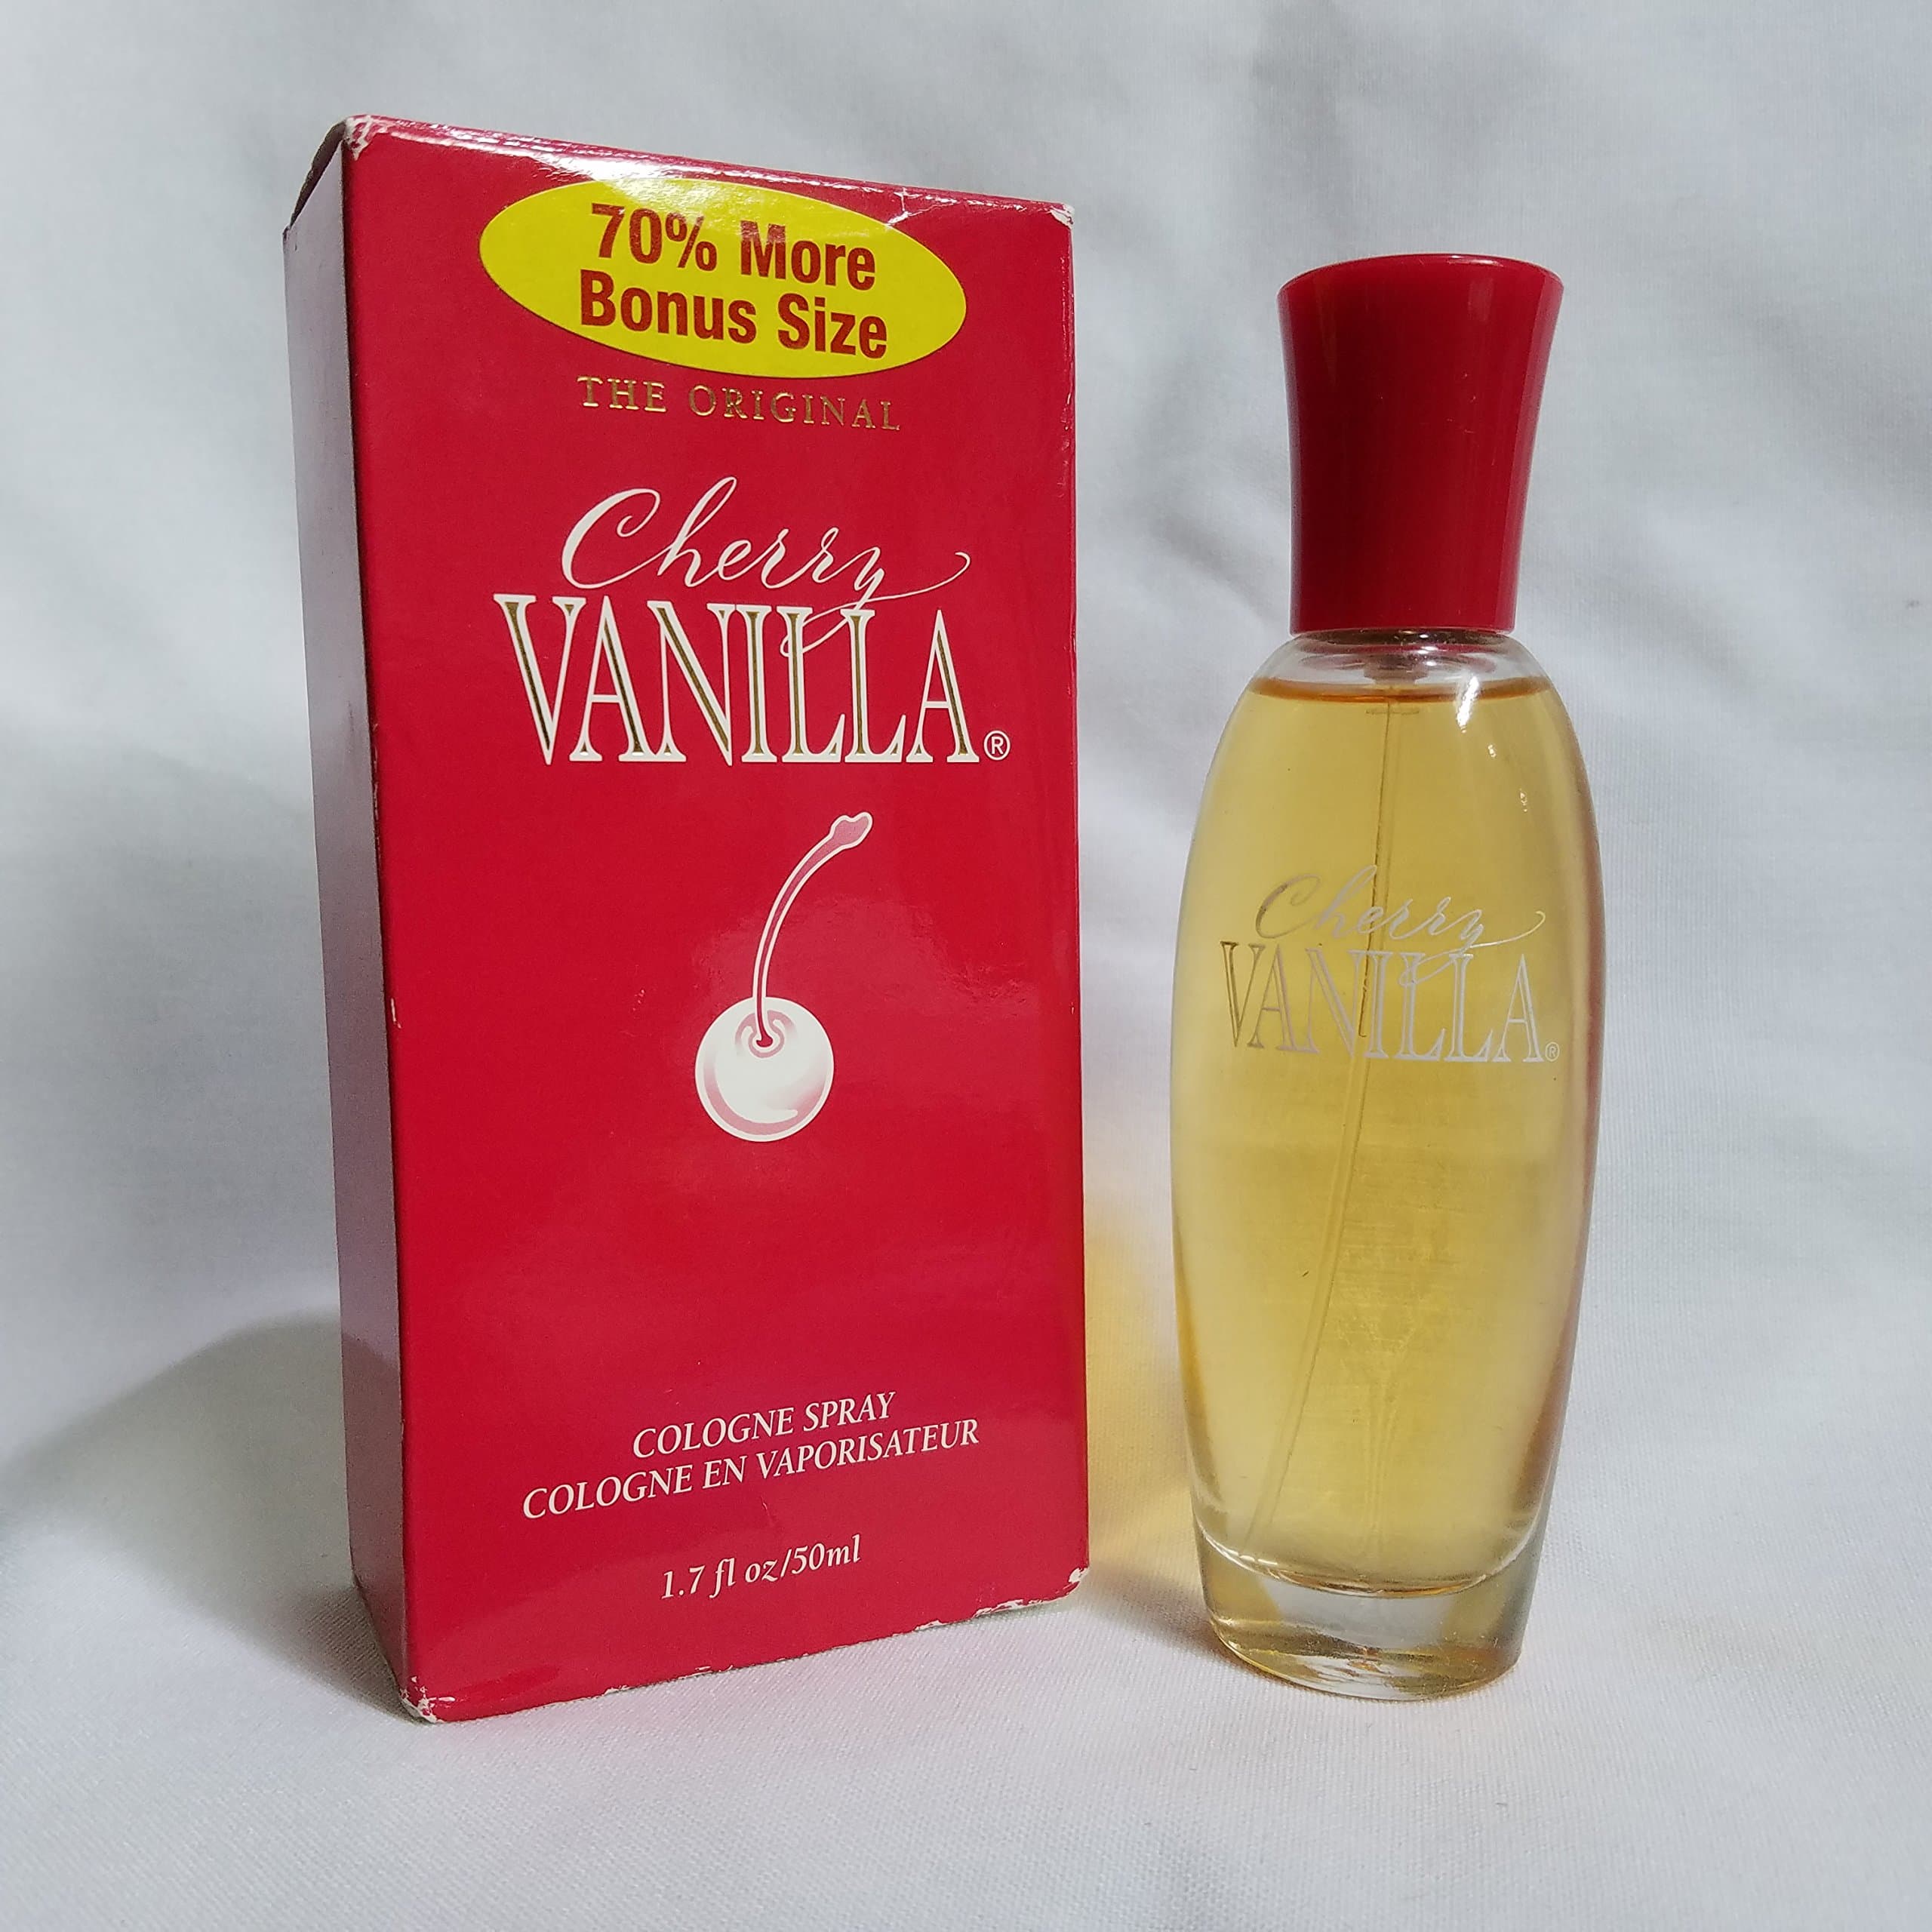 70% More
Bonus Size
THE ORIGINAL
Cherry
VANILLA®
COLOGNE SPRAY
COLOGNE EN VAPORISATEUR
1.7 fl oz/50ml
Cherry
VANILLA®